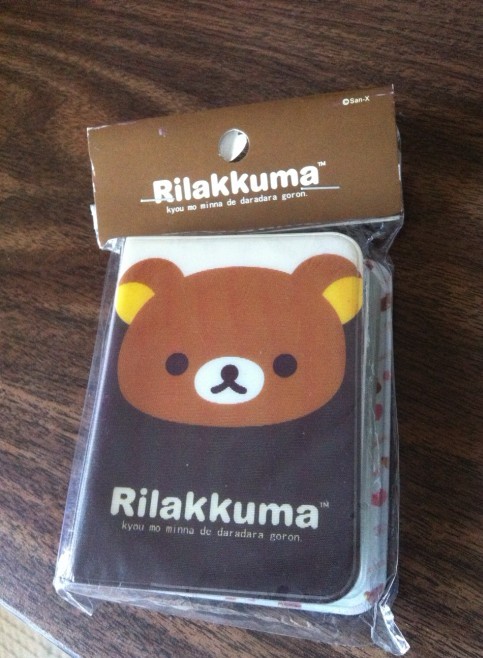 ©San-X
Rilakkuma™
kyou mo minna de daradara goron.
Rilakkuma™
kyou mo minna de daradara goron.